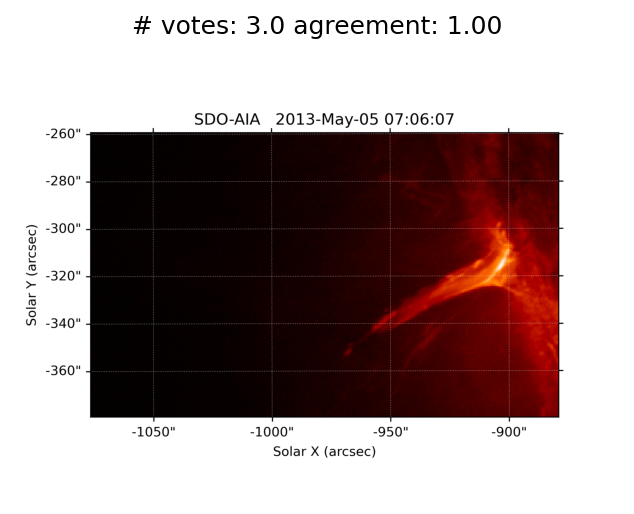 # votes: 3.0 agreement: 1.00
SDO-AIA   2013-May-05 07:06:07
-260"
-280"
-300"
-320"
-340"
-360"
Solar Y (arcsec)
-1050" -1000" -950" -900"
Solar X (arcsec)